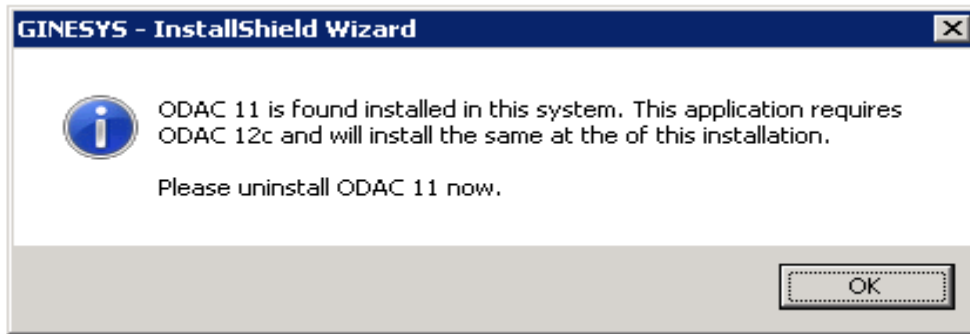 GINESYS - InstallShield Wizard
ODAC 11 is found installed in this system. This application requires
ODAC 12c and will install the same at the of this installation.
Please uninstall ODAC 11 now.
OK